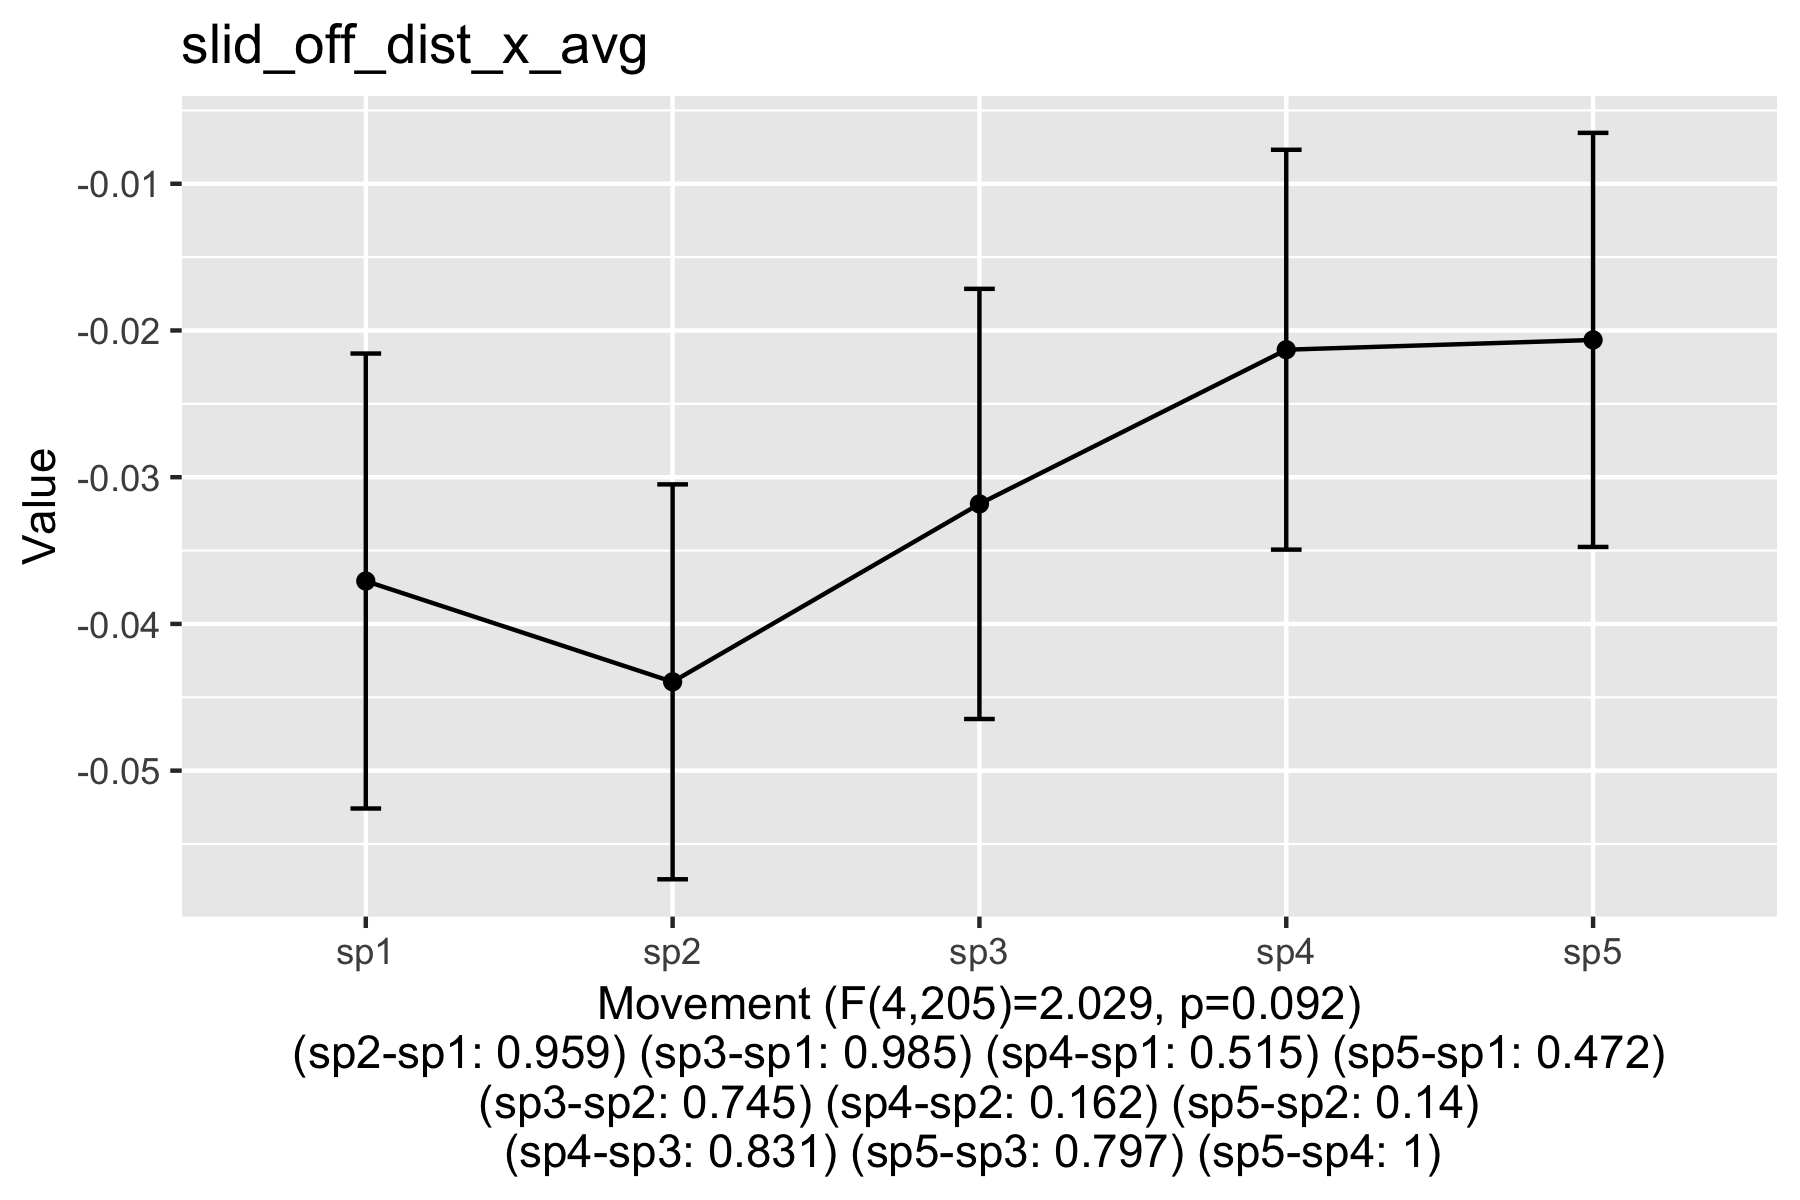 slid_off_dist_x_avg
Value
-0.01
-0.02
-0.03
-0.04
-0.05
sp1 sp2 sp3 sp4 sp5
Movement (F(4,205)=2.029, p=0.092)
(sp2-sp1: 0.959) (sp3-sp1: 0.985) (sp4-sp1: 0.515) (sp5-sp1: 0.472)
(sp3-sp2: 0.745) (sp4-sp2: 0.162) (sp5-sp2: 0.14)
(sp4-sp3: 0.831) (sp5-sp3: 0.797) (sp5-sp4: 1)